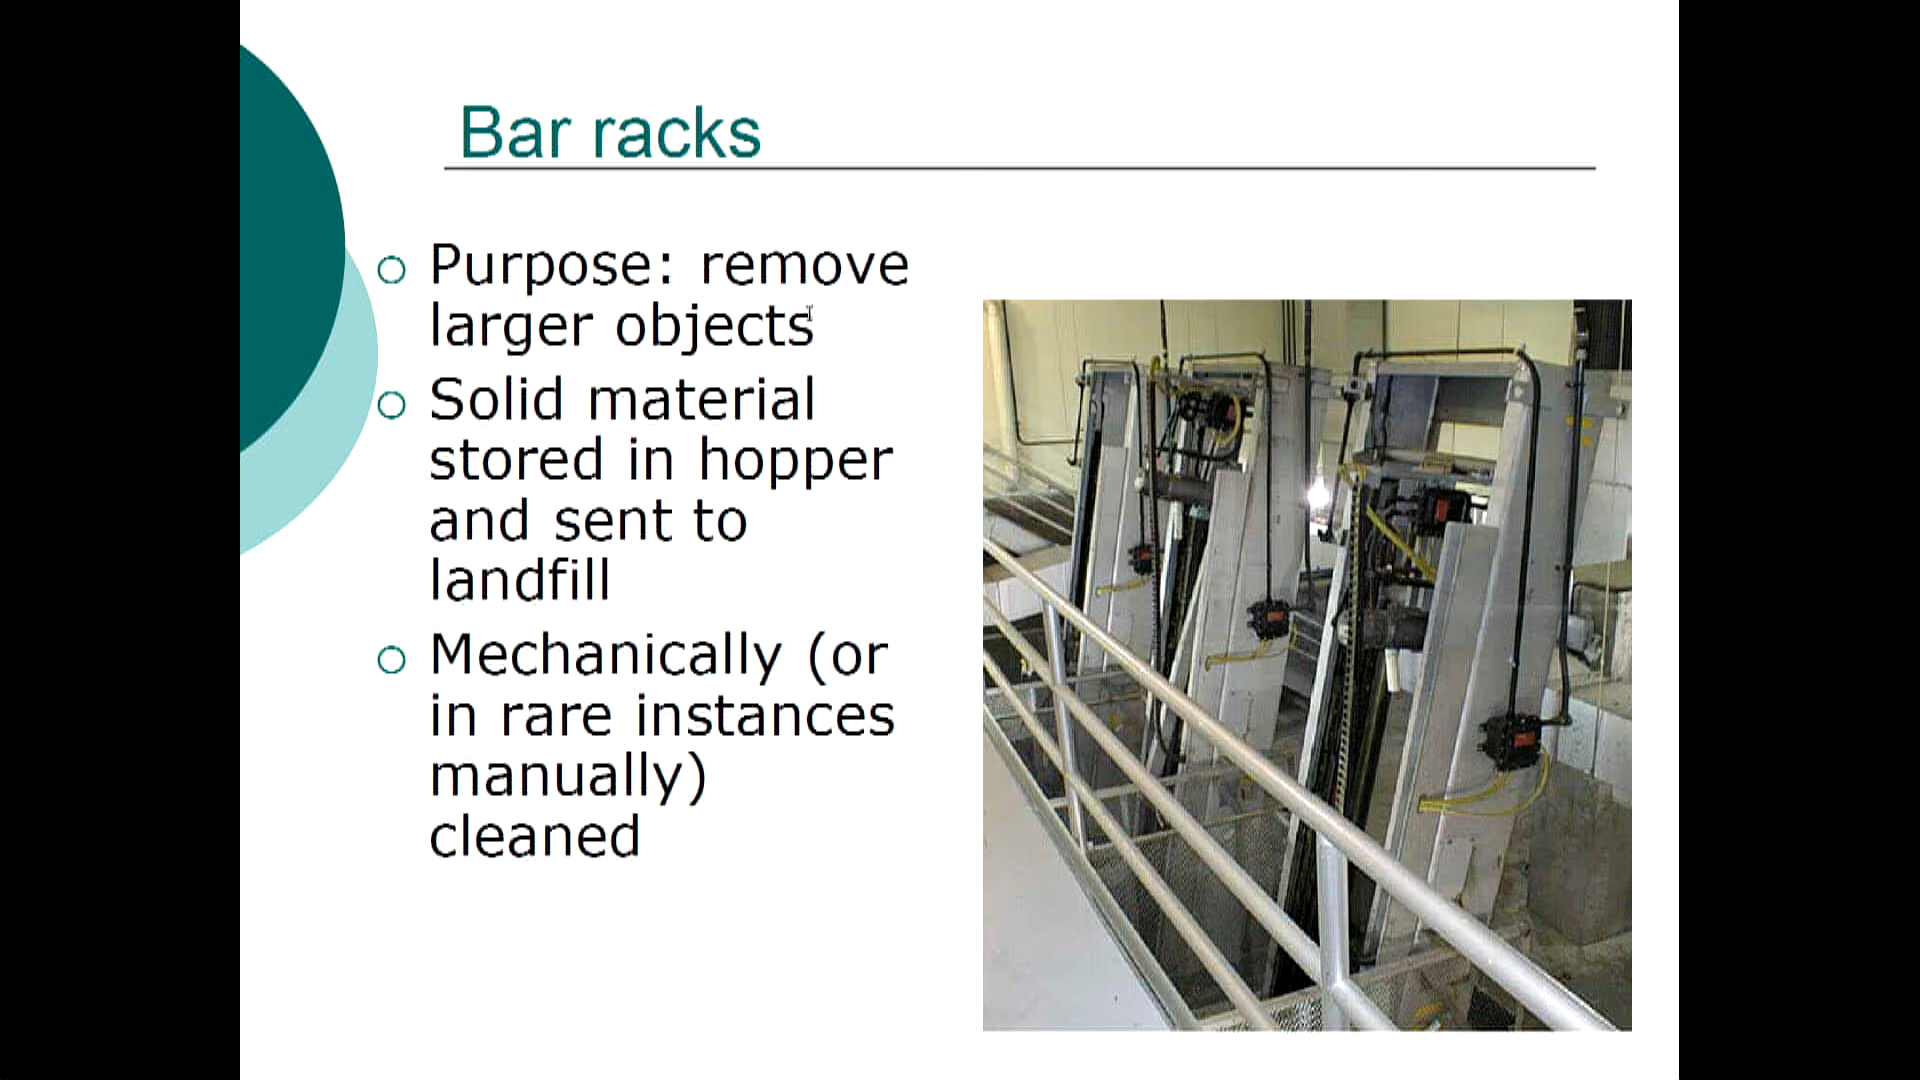 Bar racks
Purpose: remove
larger objects
Solid material
stored in hopper
and sent to
landfill
Mechanically (or
in rare instances
manually)
cleaned